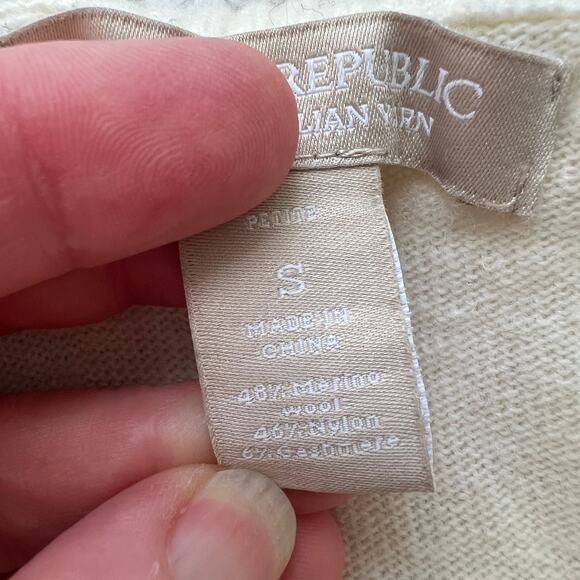 REPUBLIC
LIAN YARN
PETITE
S
MADE IN
CHINA
48% Merino
wool
46% Nylon
6% Cashmere